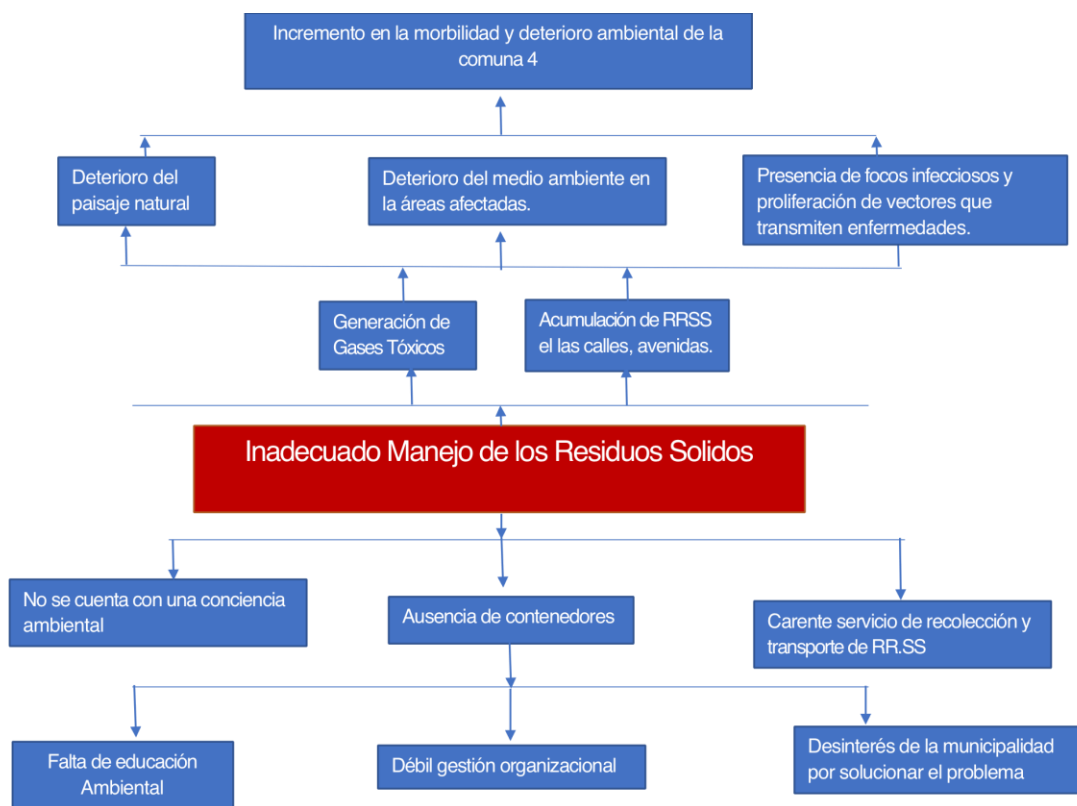 Incremento en la morbilidad y deterioro ambiental de la
comuna 4
Deterioro del
paisaje natural
Deterioro del medio ambiente en
la áreas afectadas.
Presencia de focos infecciosos y
proliferación de vectores que
transmiten enfermedades.
Generación de
Gases Tóxicos
Acumulación de RRSS
el las calles, avenidas.
Inadecuado Manejo de los Residuos Solidos
No se cuenta con una conciencia
ambiental
Ausencia de contenedores
Carente servicio de recolección y
transporte de RR.SS
Falta de educación
Ambiental
Débil gestión organizacional
Desinterés de la municipalidad
por solucionar el problema